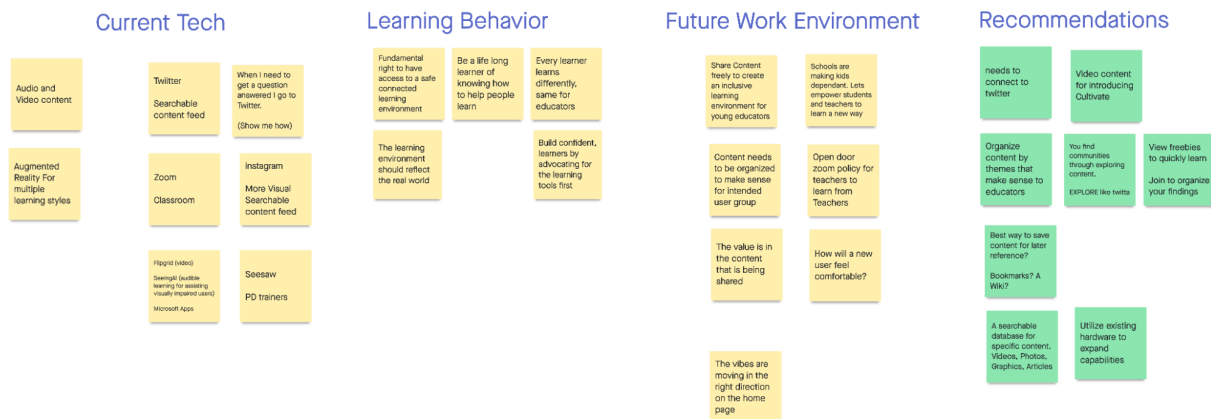 Current Tech
Audio and
Video content
Twiitter
Searchable
content feed
When I need to
get a question
answered I go to
Twitter.
(Show me how)
Augmented
Reality For
multiple
learning styles
Zoom
Classroom
instagram
More Visual
Searchable
content feed
Flipgrid (video)
SeeingAI (audible
learning for assisting
visually impaired users)
Microsoft Apps
Seesaw
PD trainers
Learning Behavior
Fundamental
right to have
access to a safe
connected
learning
environment
Be a life long
learner of
knowing how
to help people
learn
Every learner
learns
differently,
same for
educators
The learning
environment
should reflect
the real world
Build confident,
learners by
advocating for
the learning
tools first
Future Work Environment
Share Content
freely to create
an inclusive
learning
environment for
young educators
Schools are
making kids
dependant. Lets
empower students
and teachers to
learn a new way
Content needs
to be organized
to make sense
for intended
user group
Open door
zoom policy for
teachers to
learn from
Teachers
The value is in
the content
that is being
shared
How will a new
user feel
comfortable?
The vibes are
moving in the
right direction
on the home
page
Recommendations
needs to
connect to
twitter
Video content
for introducing
Cultivate
Organize
content by
themes that
make sense to
educators
You find
communities
through exploring
content.
EXPLORE like twitta
View freebies
to quickly learn
Join to organize
your findings
Best way to save
content for later
reference?
Bookmarks? A
Wiki?
A searchable
database for
specific content.
Videos, Photos,
Graphics, Articles
Utilize existing
hardware to
expand
capabilities